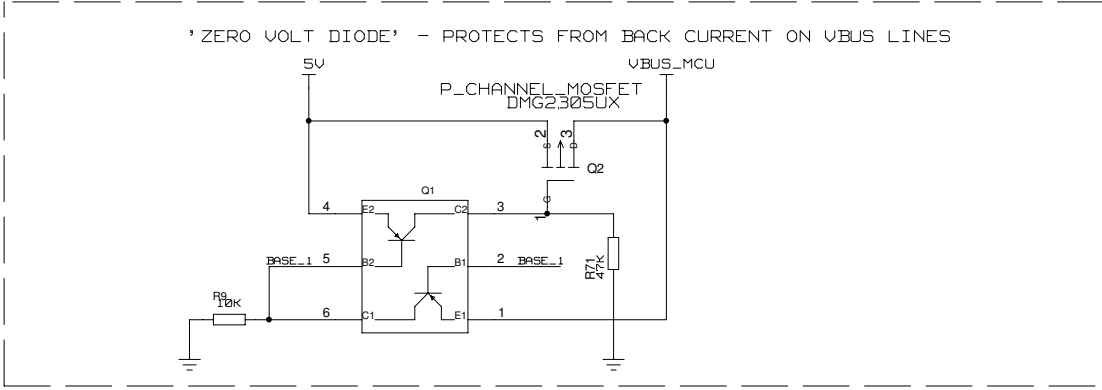 'ZERO VOLT DIODE' - PROTECTS FROM BACK CURRENT ON VBUS LINES
5V
VBUS_MCU
P_CHANNEL_MOSFET
DMG2305UX
2
3
S
D
Q2
G
1
Q1
4
E2
C2
3
BASE_1
5
B2
B1
2
BASE_1
R71
47K
R9
10K
6
C1
E1
1